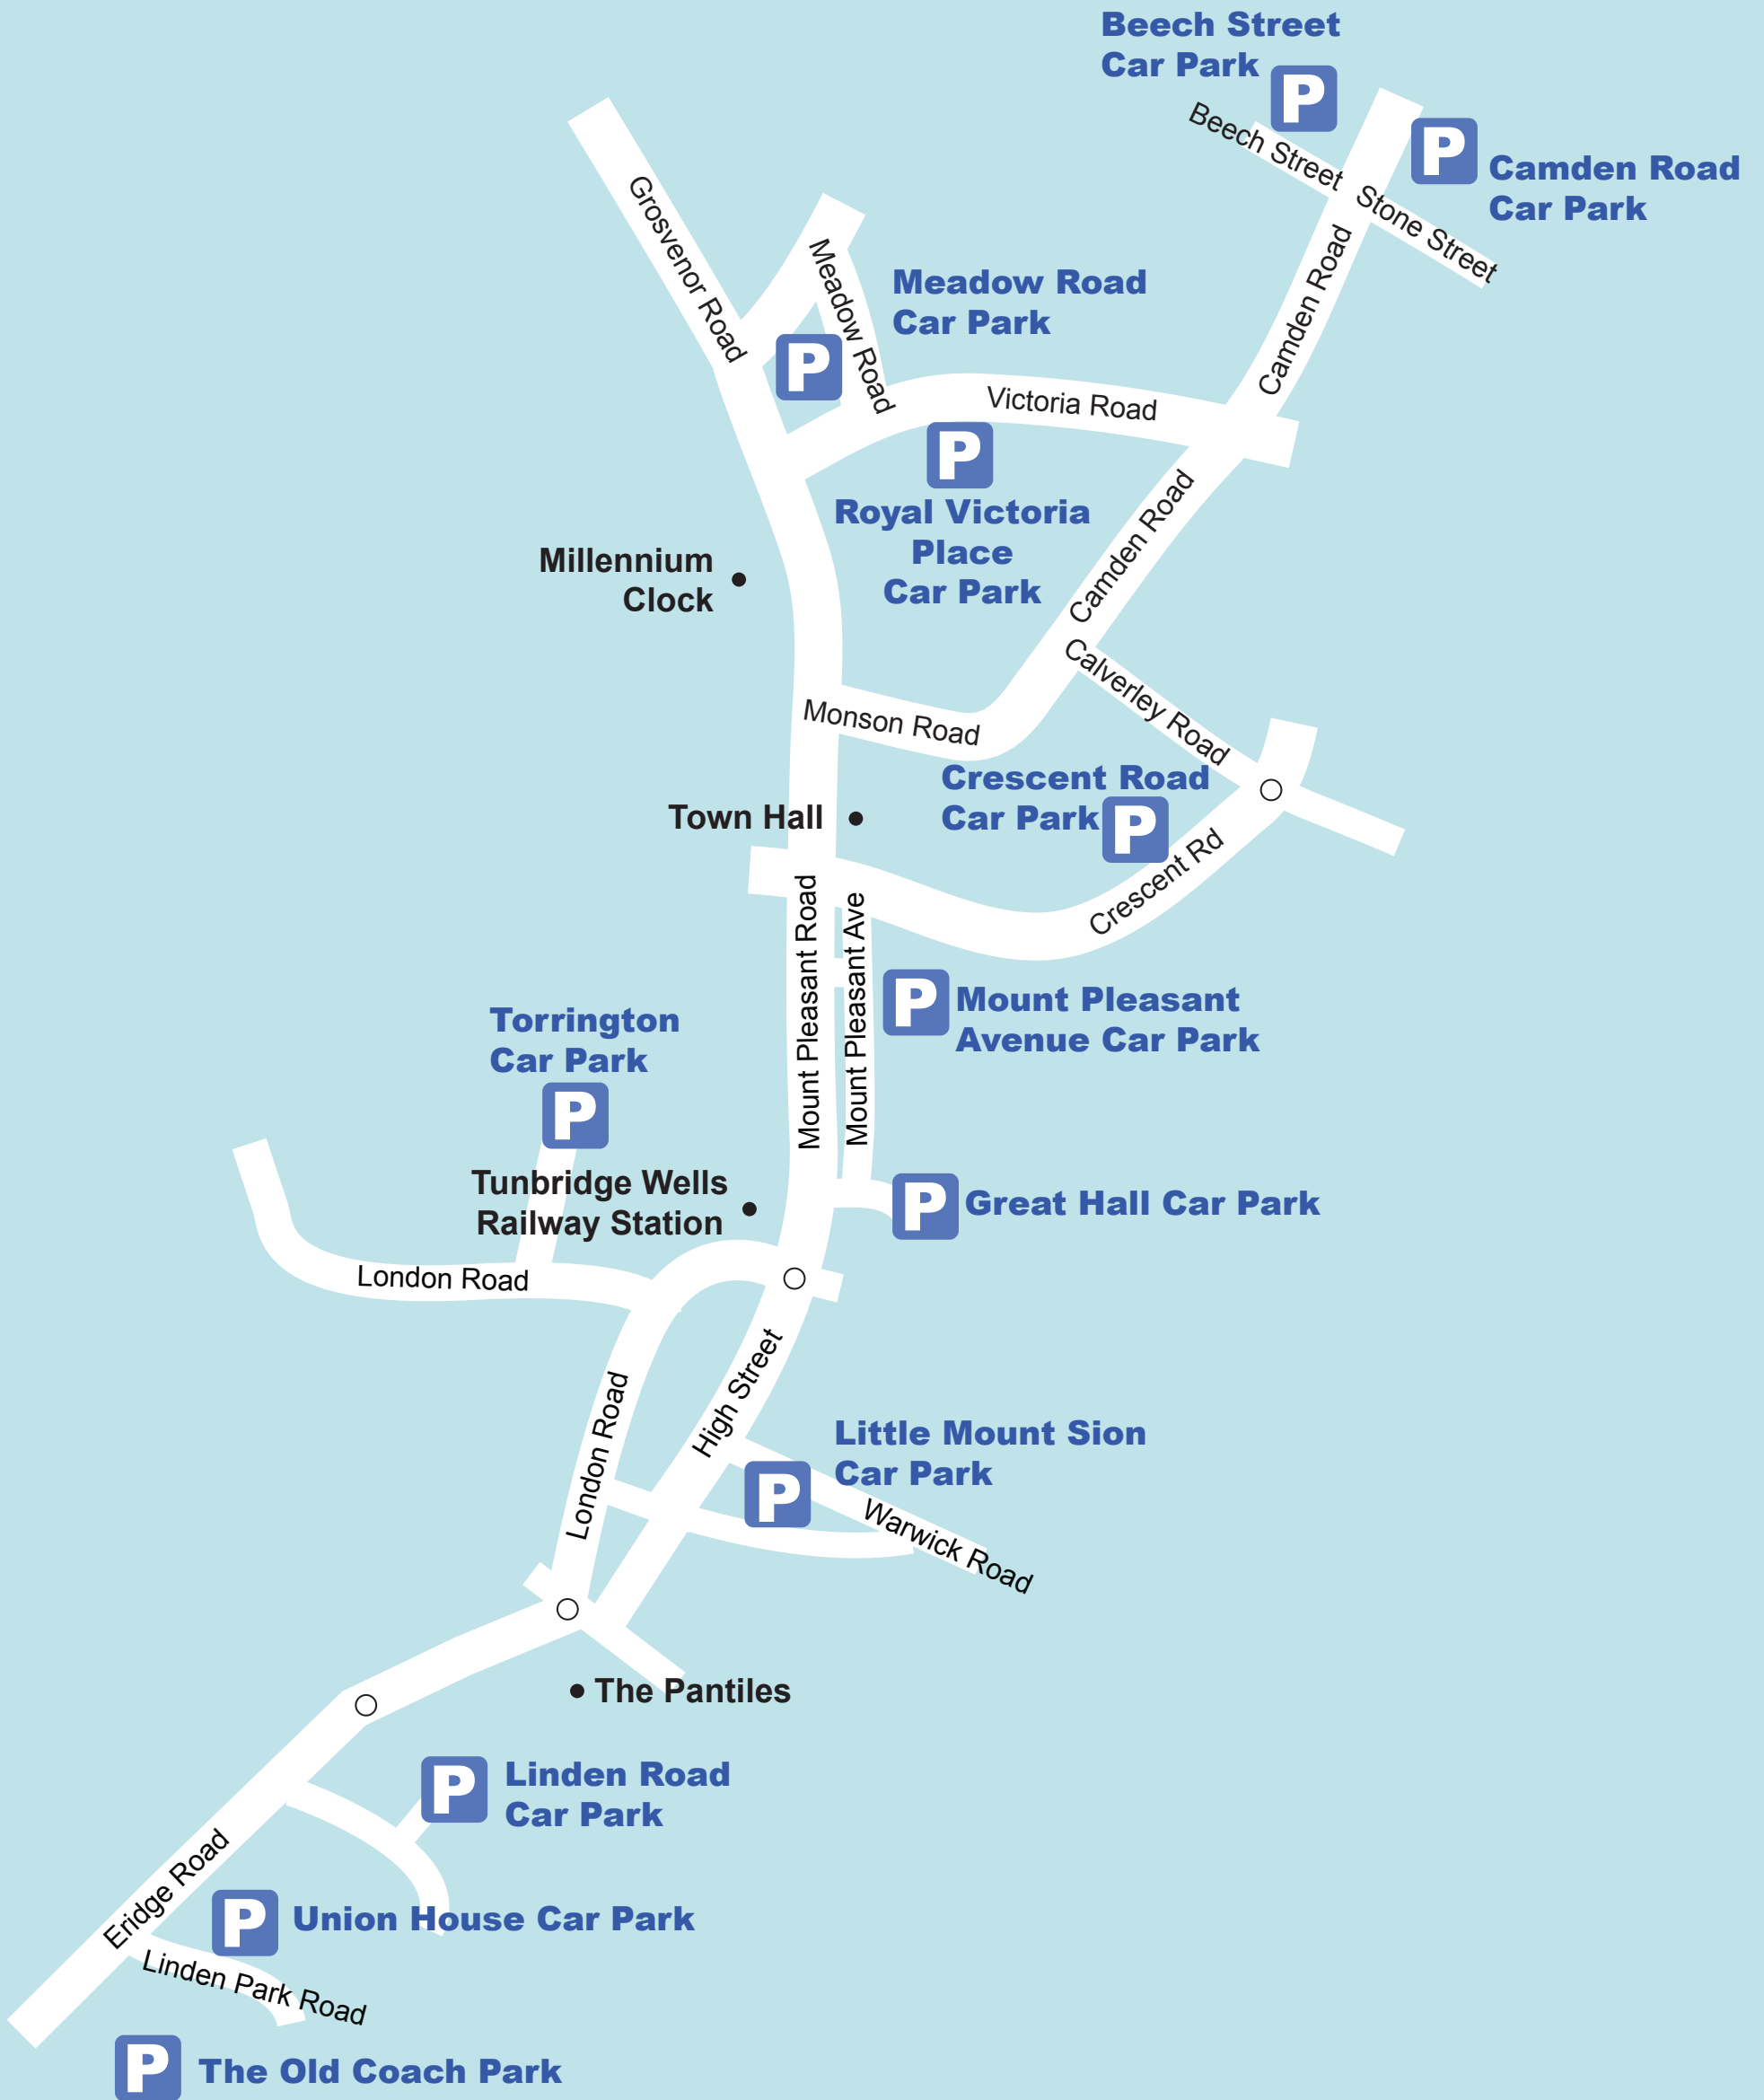 Beech Street
Car Park
P
P
Beech Street
Camden Road
Car Park
Stone Street
Grosvenor Road
Meadow Road
Camden Road
Meadow Road
Car Park
P
Victoria Road
P
Royal Victoria
Place
Car Park
Camden Road
Millennium
Clock
Calverley Road
Monson Road
Crescent Road
Car Park
P
Town Hall
Crescent Rd
Mount Pleasant Road
Mount Pleasant Ave
P
Mount Pleasant
Avenue Car Park
Torrington
Car Park
P
Tunbridge Wells
Railway Station
P
Great Hall Car Park
London Road
High Street
London Road
Little Mount Sion
Car Park
P
Warwick Road
The Pantiles
P
Linden Road
Car Park
Eridge Road
P
Union House Car Park
Linden Park Road
P
The Old Coach Park